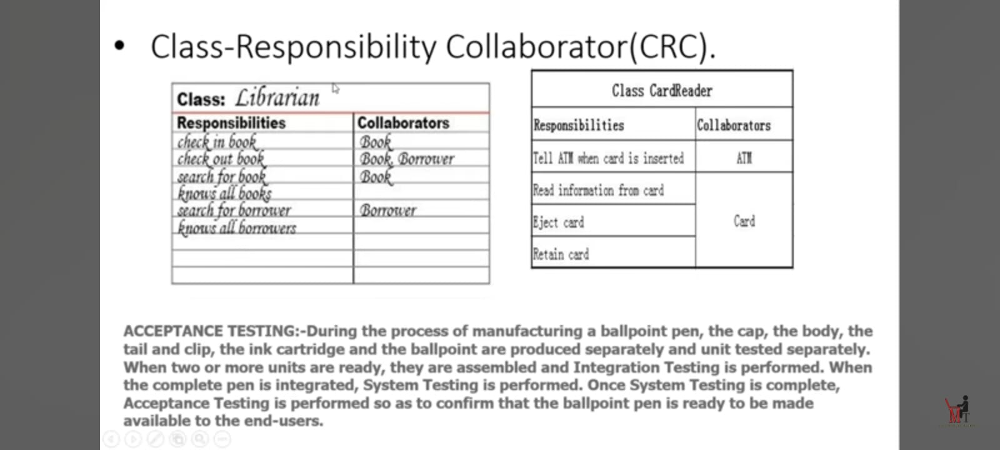 • Class-Responsibility Collaborator(CRC).
Class: Librarian
Responsibilities Collaborators
check in book Book
check out book Book, Borrower
search for book Book
knows all books
search for borrower Borrower
knows all borrowers
Class CardReader
Responsibilities Collaborators
Tell ATM when card is inserted ATM
Read information from card
Eject card Card
Retain card
ACCEPTANCE TESTING:-During the process of manufacturing a ballpoint pen, the cap, the body, the
tail and clip, the ink cartridge and the ballpoint are produced separately and unit tested separately.
When two or more units are ready, they are assembled and Integration Testing is performed. When
the complete pen is integrated, System Testing is performed. Once System Testing is complete,
Acceptance Testing is performed so as to confirm that the ballpoint pen is ready to be made
available to the end-users.
MT